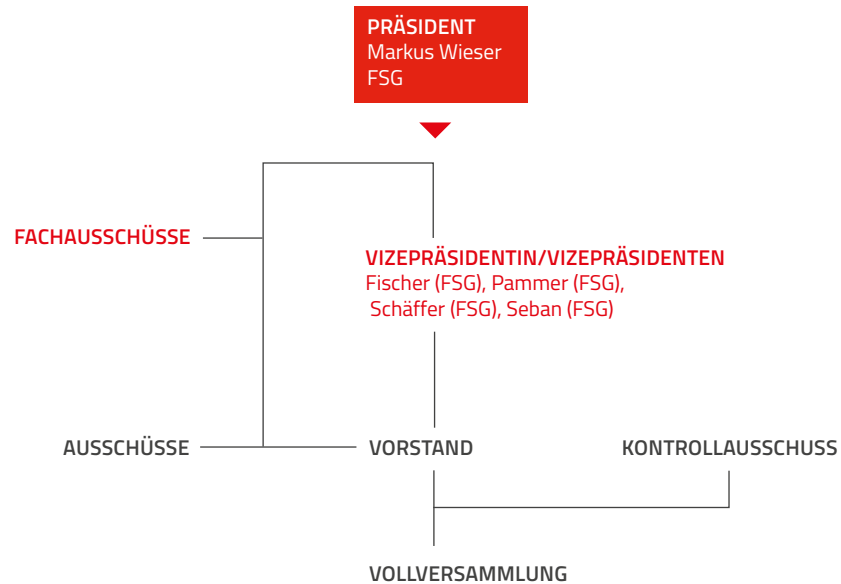 PRÄSIDENT
Markus Wieser
FSG
FACHAUSSCHÜSSE
VIZEPRÄSIDENTIN/VIZEPRÄSIDENTEN
Fischer (FSG), Pammer (FSG),
Schäffer (FSG), Seban (FSG)
AUSSCHÜSSE
VORSTAND
KONTROLLAUSSCHUSS
VOLLVERSAMMLUNG